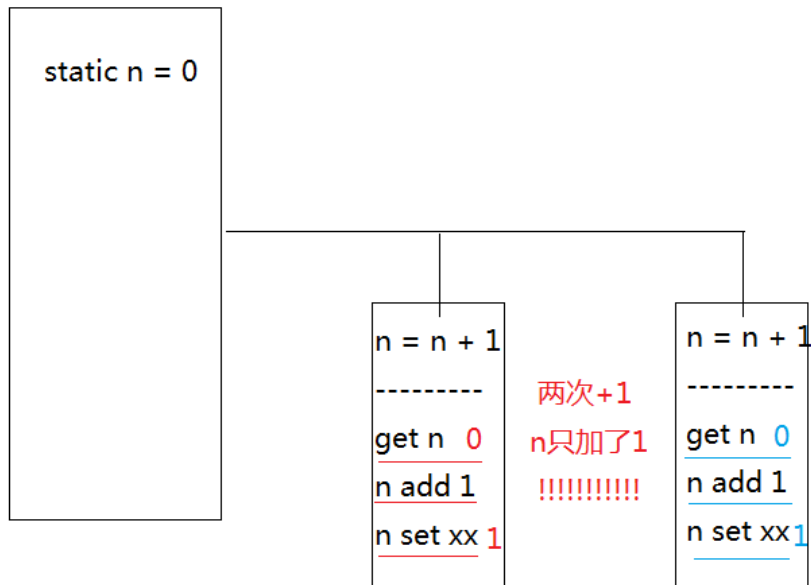 static n = 0
n = n + 1
---------
get n 0
n add 1
n set xx 1
两次+1
n只加了1
!!!!!!!!!!!
n = n + 1
---------
get n 0
n add 1
n set xx 1